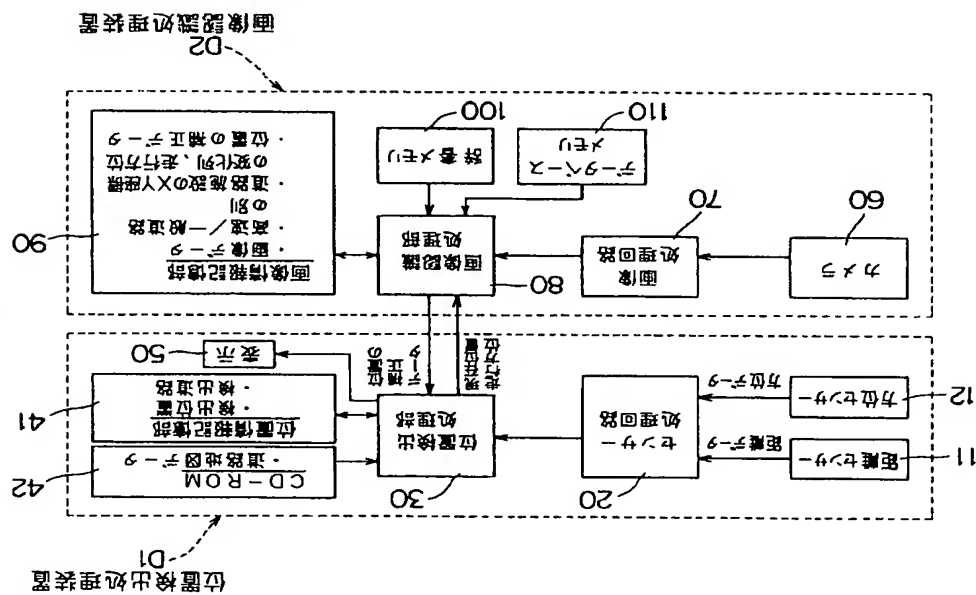 位置検出処理装置
D1
距離センサー
11
距離データ
方位センサー
12
方位データ
センサー
処理回路
20
位置検出
処理部
30
CD-ROM
・道路地図データ
42
位置情報記憶部
・検出位置
・検出道路
41
表示
50
現在位置
走行方位
位置の
補正
データ
カメラ
60
画像
処理回路
70
画像認識
処理部
80
データベース
メモリ
110
辞書メモリ
100
画像情報記憶部
・画像データ
・高速/一般道路
の別
・道路施設のXY座標
の変化列、走行方位
・位置の補正データ
90
D2
画像認識処理装置